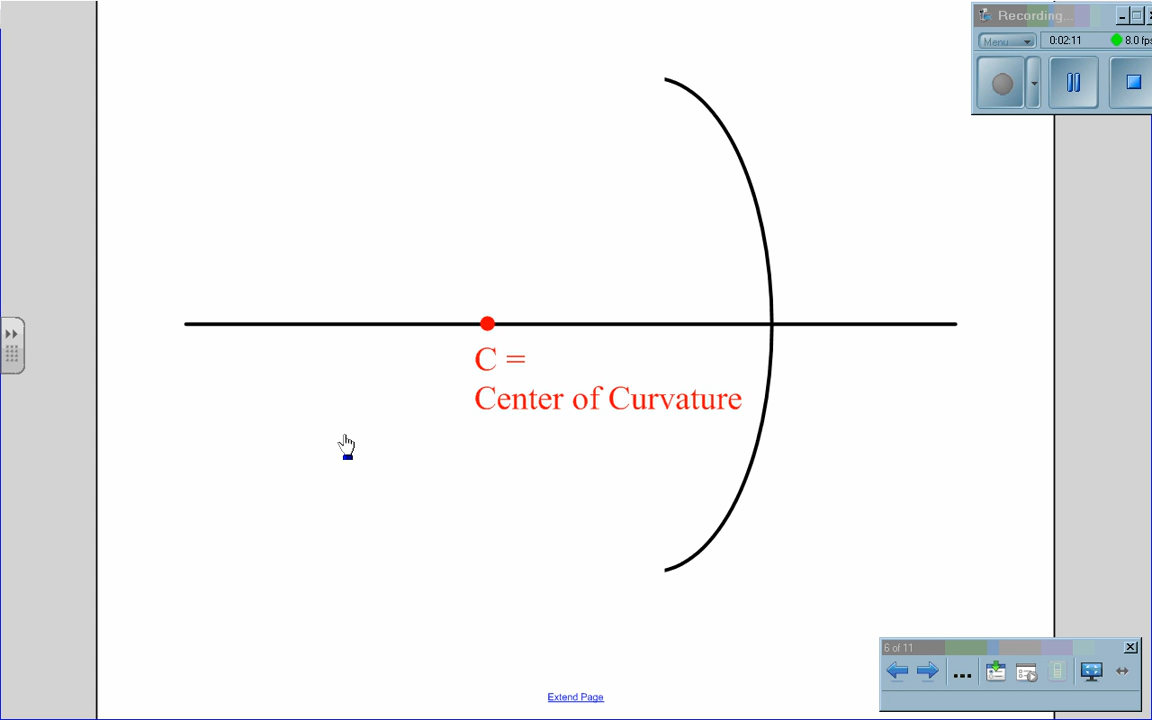 Recording...
Menu
0:02:11
8.0 fps
C =
Center of Curvature
6 of 11
Extend Page